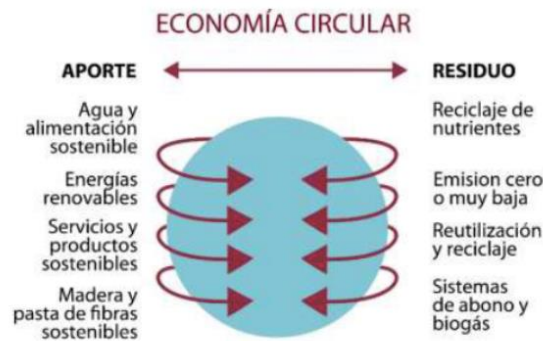 ECONOMÍA CIRCULAR
APORTE
RESIDUO
Agua y
alimentación
sostenible
Energías
renovables
Servicios y
productos
sostenibles
Madera y
pasta de fibras
sostenibles
Reciclaje de
nutrientes
Emision cero
o muy baja
Reutilización
y reciclaje
Sistemas
de abono y
biogás